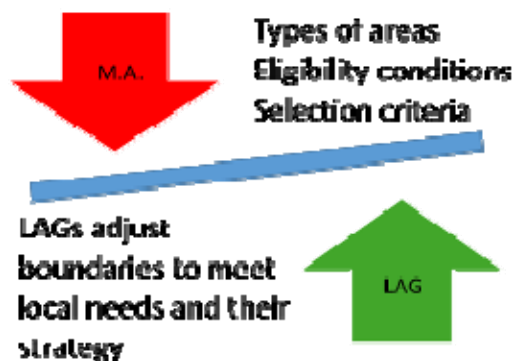 M.A.
Types of areas
Eligibility conditions
Selection criteria
LAGs adjust
boundaries to meet
local needs and their
strategy
LAG